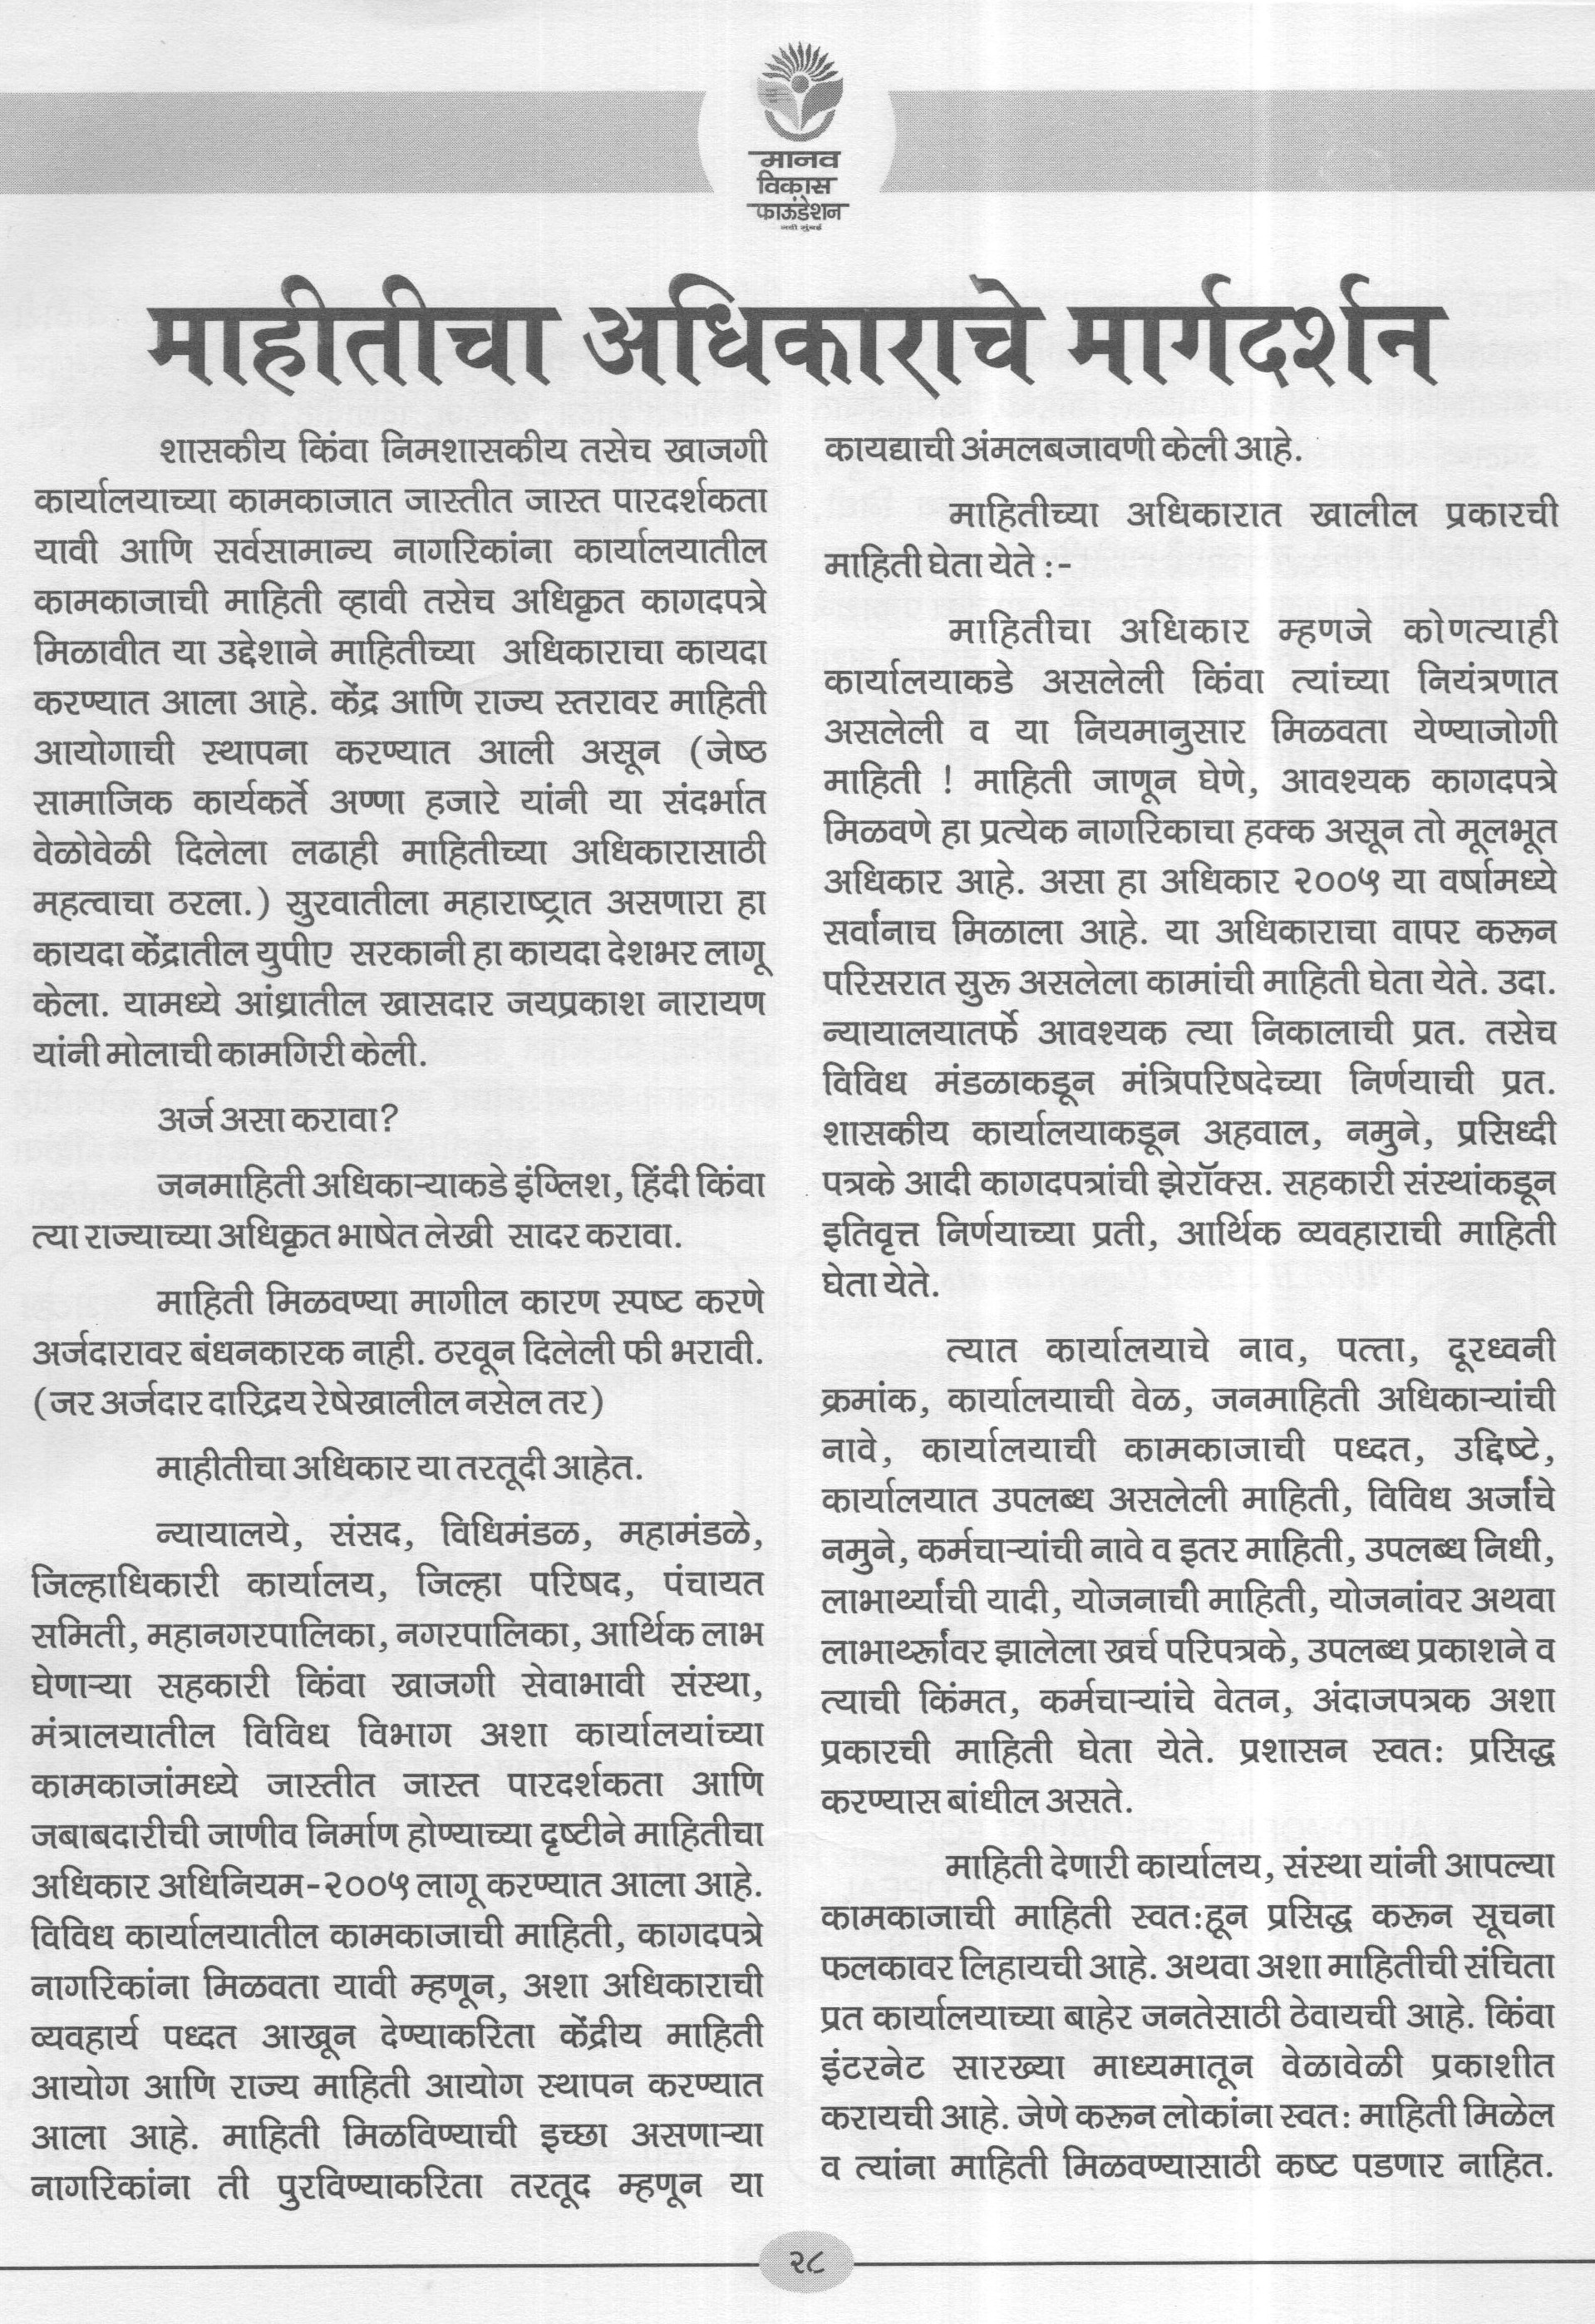 मानव
विकास
फाऊंडेशन
नवी मुंबई
माहीतीचा अधिकाराचे मार्गदर्शन
शासकीय किंवा निमशासकीय तसेच खाजगी
कार्यालयाच्या कामकाजात जास्तीत जास्त पारदर्शकता
यावी आणि सर्वसामान्य नागरिकांना कार्यालयातील
कामकाजाची माहिती व्हावी तसेच अधिकृत कागदपत्रे
मिळावीत या उद्देशाने माहितीच्या अधिकाराचा कायदा
करण्यात आला आहे. केंद्र आणि राज्य स्तरावर माहिती
आयोगाची स्थापना करण्यात आली असून (जेष्ठ
सामाजिक कार्यकर्ते अण्णा हजारे यांनी या संदर्भात
वेळोवेळी दिलेला लढाही माहितीच्या अधिकारासाठी
महत्वाचा ठरला.) सुरवातीला महाराष्ट्रात असणारा हा
कायदा केंद्रातील युपीए सरकानी हा कायदा देशभर लागू
केला. यामध्ये आंध्रातील खासदार जयप्रकाश नारायण
यांनी मोलाची कामगिरी केली.
अर्ज असा करावा?
जनमाहिती अधिकाऱ्याकडे इंग्लिश, हिंदी किंवा
त्या राज्याच्या अधिकृत भाषेत लेखी सादर करावा.
माहिती मिळवण्या मागील कारण स्पष्ट करणे
अर्जदारावर बंधनकारक नाही. ठरवून दिलेली फी भरावी.
(जर अर्जदार दारिद्रय रेषेखालील नसेल तर)
माहीतीचा अधिकार या तरतूदी आहेत.
न्यायालये, संसद, विधिमंडळ, महामंडळे,
जिल्हाधिकारी कार्यालय, जिल्हा परिषद, पंचायत
समिती, महानगरपालिका, नगरपालिका, आर्थिक लाभ
घेणाऱ्या सहकारी किंवा खाजगी सेवाभावी संस्था,
मंत्रालयातील विविध विभाग अशा कार्यालयांच्या
कामकाजांमध्ये जास्तीत जास्त पारदर्शकता आणि
जबाबदारीची जाणीव निर्माण होण्याच्या दृष्टीने माहितीचा
अधिकार अधिनियम-२००५ लागू करण्यात आला आहे.
विविध कार्यालयातील कामकाजाची माहिती, कागदपत्रे
नागरिकांना मिळवता यावी म्हणून, अशा अधिकाराची
व्यवहार्य पध्दत आखून देण्याकरिता केंद्रीय माहिती
आयोग आणि राज्य माहिती आयोग स्थापन करण्यात
आला आहे. माहिती मिळविण्याची इच्छा असणाऱ्या
नागरिकांना ती पुरविण्याकरिता तरतूद म्हणून या
कायद्याची अंमलबजावणी केली आहे.
माहितीच्या अधिकारात खालील प्रकारची
माहिती घेता येते :-
माहितीचा अधिकार म्हणजे कोणत्याही
कार्यालयाकडे असलेली किंवा त्यांच्या नियंत्रणात
असलेली व या नियमानुसार मिळवता येण्याजोगी
माहिती ! माहिती जाणून घेणे, आवश्यक कागदपत्रे
मिळवणे हा प्रत्येक नागरिकाचा हक्क असून तो मूलभूत
अधिकार आहे. असा हा अधिकार २००५ या वर्षामध्ये
सर्वांनाच मिळाला आहे. या अधिकाराचा वापर करून
परिसरात सुरू असलेला कामांची माहिती घेता येते. उदा.
न्यायालयातर्फे आवश्यक त्या निकालाची प्रत. तसेच
विविध मंडळाकडून मंत्रिपरिषदेच्या निर्णयाची प्रत.
शासकीय कार्यालयाकडून अहवाल, नमुने, प्रसिध्दी
पत्रके आदी कागदपत्रांची झेरॉक्स. सहकारी संस्थांकडून
इतिवृत्त निर्णयाच्या प्रती, आर्थिक व्यवहाराची माहिती
घेता येते.
त्यात कार्यालयाचे नाव, पत्ता, दूरध्वनी
क्रमांक, कार्यालयाची वेळ, जनमाहिती अधिकाऱ्यांची
नावे, कार्यालयाची कामकाजाची पध्दत, उद्दिष्टे,
कार्यालयात उपलब्ध असलेली माहिती, विविध अर्जांचे
नमुने, कर्मचाऱ्यांची नावे व इतर माहिती, उपलब्ध निधी,
लाभार्थ्यांची यादी, योजनाची माहिती, योजनांवर अथवा
लाभार्थ्यांवर झालेला खर्च परिपत्रके, उपलब्ध प्रकाशने व
त्याची किंमत, कर्मचाऱ्यांचे वेतन, अंदाजपत्रक अशा
प्रकारची माहिती घेता येते. प्रशासन स्वत: प्रसिद्ध
करण्यास बांधील असते.
माहिती देणारी कार्यालय, संस्था यांनी आपल्या
कामकाजाची माहिती स्वत:हून प्रसिद्ध करून सूचना
फलकावर लिहायची आहे. अथवा अशा माहितीची संचिता
प्रत कार्यालयाच्या बाहेर जनतेसाठी ठेवायची आहे. किंवा
इंटरनेट सारख्या माध्यमातून वेळावेळी प्रकाशीत
करायची आहे. जेणे करून लोकांना स्वत: माहिती मिळेल
व त्यांना माहिती मिळवण्यासाठी कष्ट पडणार नाहित.
२८